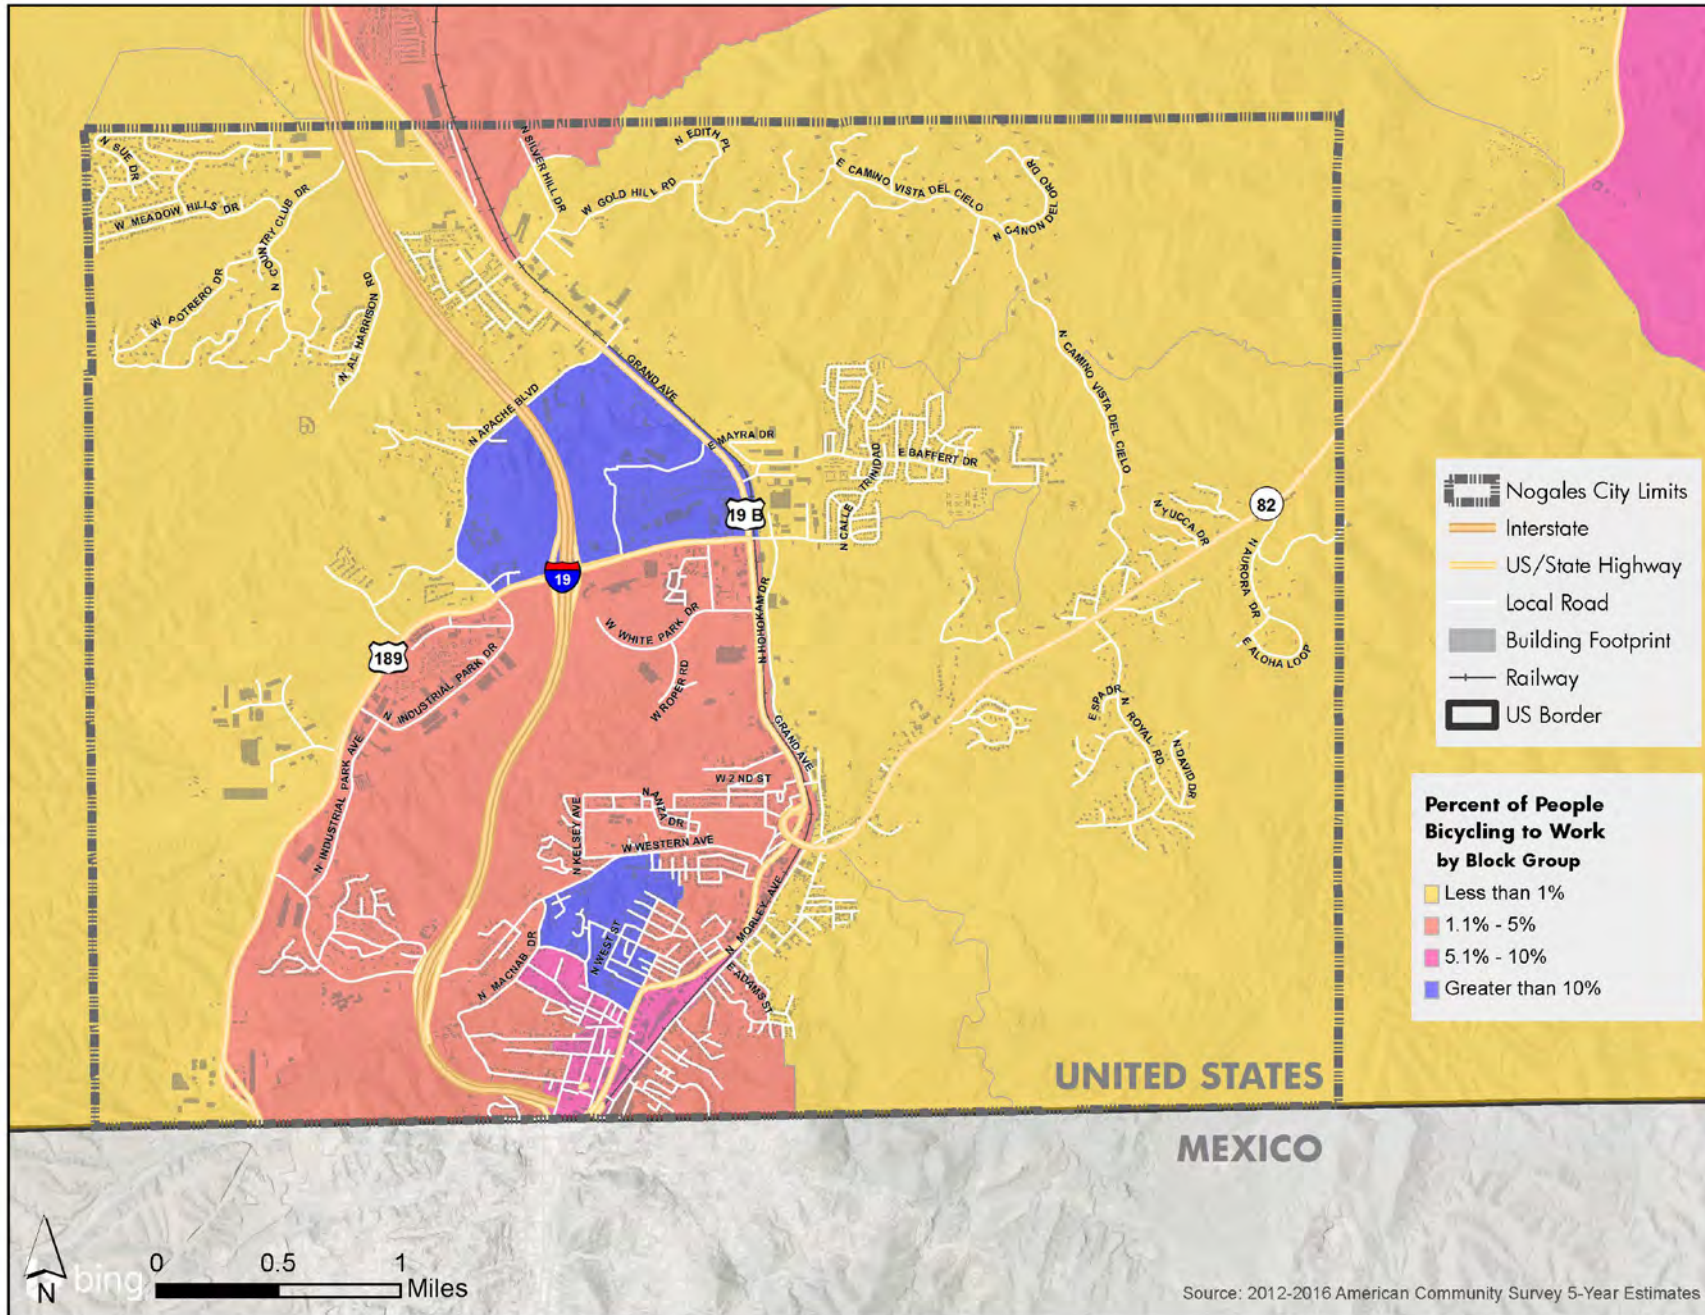 N SUE DR
W MEADOW HILLS DR
N COUNTRY CLUB DR
W POTRERO DR
N AL HARRISON RD
N SILVER HILL DR
W GOLD HILL RD
N EDITH PL
E CAMINO VISTA DEL CIELO
N CANON DEL ORO DR
DEL ORO DR
N CAMINO VISTA DEL CIELO
N APACHE BLVD
GRAND AVE
E MAYRA DR
E BAFFERT DR
N CALLE TRINIDAD
19 B
82
N YUCCA DR
N AURORA DR
E ALOHA LOOP
19
189
N INDUSTRIAL PARK DR
N INDUSTRIAL PARK AVE
W WHITE PARK DR
W ROPER RD
N HOHOKAM DR
GRAND AVE
E SPA DR
N ROYAL RD
N DAVID DR
W 2ND ST
N ANZA DR
N KELSEY AVE
W WESTERN AVE
N MACNAB DR
N WEST ST
N MORLEY AVE
E ADAMS ST
Nogales City Limits
Interstate
US/State Highway
Local Road
Building Footprint
Railway
US Border
Percent of People
Bicycling to Work
by Block Group
Less than 1%
1.1% - 5%
5.1% - 10%
Greater than 10%
UNITED STATES
MEXICO
N
bing
0 0.5 1
Miles
Source: 2012-2016 American Community Survey 5-Year Estimates